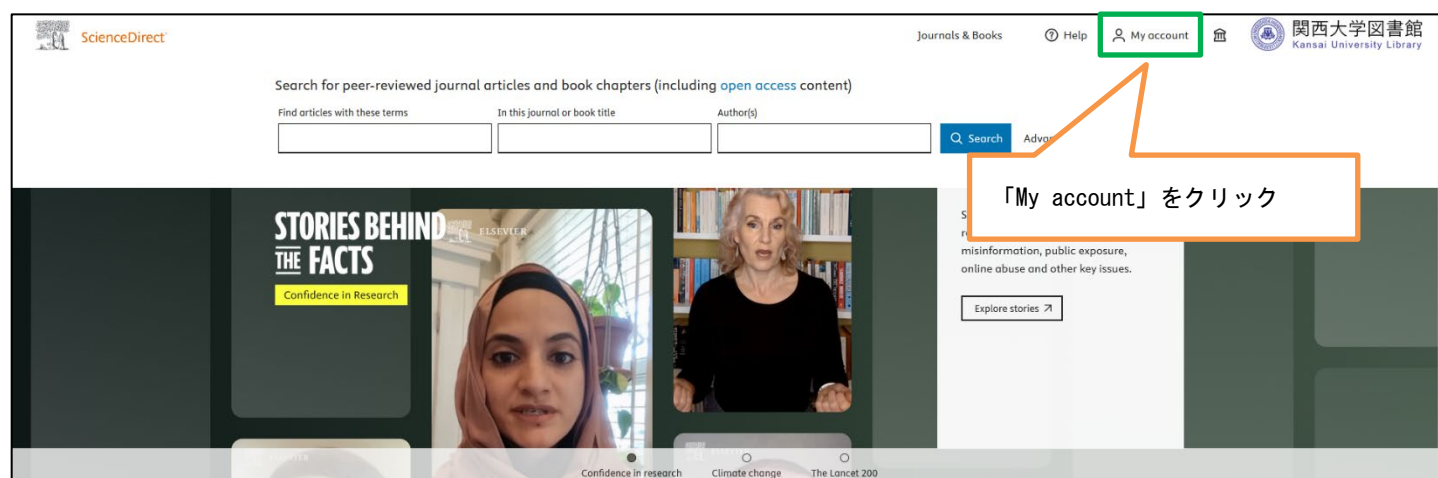 ScienceDirect
Journals & Books
Help
My account
関西大学図書館
Kansai University Library
Search for peer-reviewed journal articles and book chapters (including open access content)
Find articles with these terms
In this journal or book title
Author(s)
Search
「My account」をクリック
STORIES BEHIND
THE FACTS
Confidence in Research
ELSEVIER
misinformation, public exposure,
online abuse and other key issues.
Explore stories
Confidence in research
Climate change
The Lancet 200